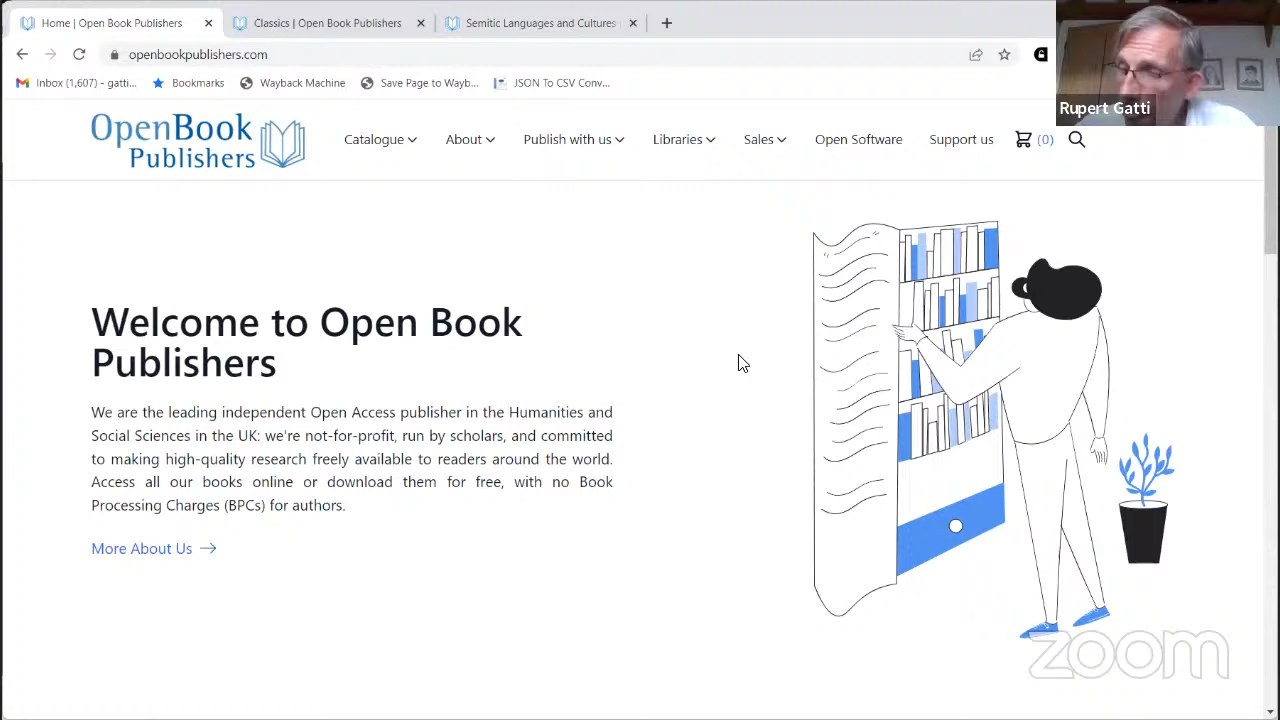 Home | Open Book Publishers
Classics | Open Book Publishers
Semitic Languages and Cultures
openbookpublishers.com
Inbox (1,607) - gatti...
Bookmarks
Wayback Machine
Save Page to Wayb...
JSON To CSV Conv...
Rupert Gatti
OpenBook
Publishers
Catalogue
About
Publish with us
Libraries
Sales
Open Software
Support us
(0)
Welcome to Open Book
Publishers
We are the leading independent Open Access publisher in the Humanities and
Social Sciences in the UK: we're not-for-profit, run by scholars, and committed
to making high-quality research freely available to readers around the world.
Access all our books online or download them for free, with no Book
Processing Charges (BPCs) for authors.
More About Us
zoom